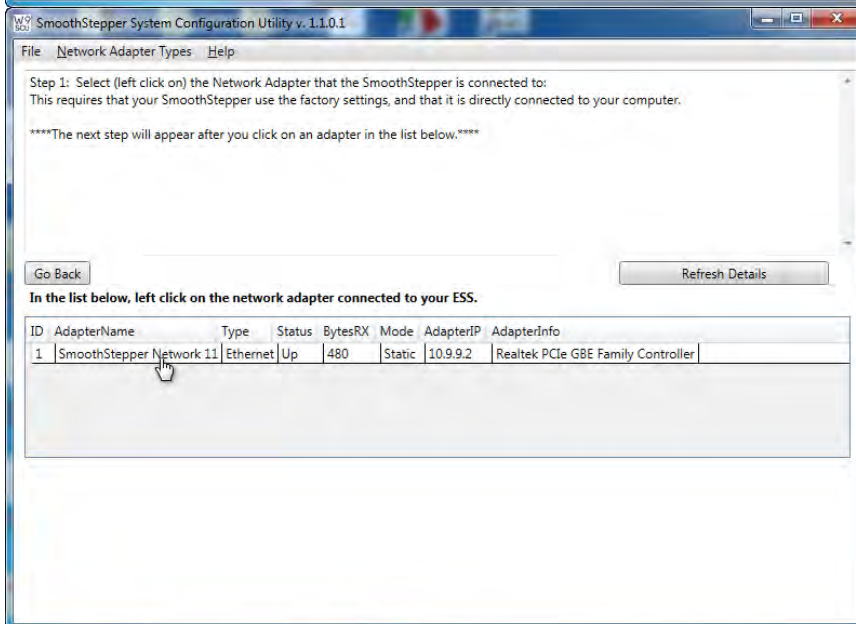 W9 SCU SmoothStepper System Configuration Utility v. 1.1.0.1
File Network Adapter Types Help
Step 1: Select (left click on) the Network Adapter that the SmoothStepper is connected to:
This requires that your SmoothStepper use the factory settings, and that it is directly connected to your computer.
****The next step will appear after you click on an adapter in the list below.****
Go Back Refresh Details
In the list below, left click on the network adapter connected to your ESS.
ID AdapterName Type Status BytesRX Mode AdapterIP AdapterInfo
1 SmoothStepper Network 11 Ethernet Up 480 Static 10.9.9.2 Realtek PCIe GBE Family Controller